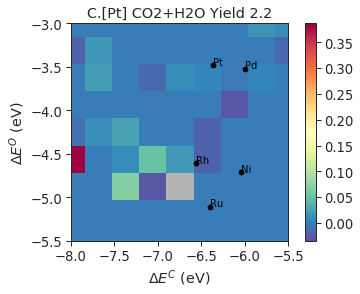 C.[Pt] CO2+H2O Yield 2.2
−3.0
−3.5
−4.0
−4.5
−5.0
−5.5
ΔE^O (eV)
Pt
Pd
Rh
Ni
Ru
−8.0 −7.5 −7.0 −6.5 −6.0 −5.5
ΔE^C (eV)
0.35
0.30
0.25
0.20
0.15
0.10
0.05
0.00